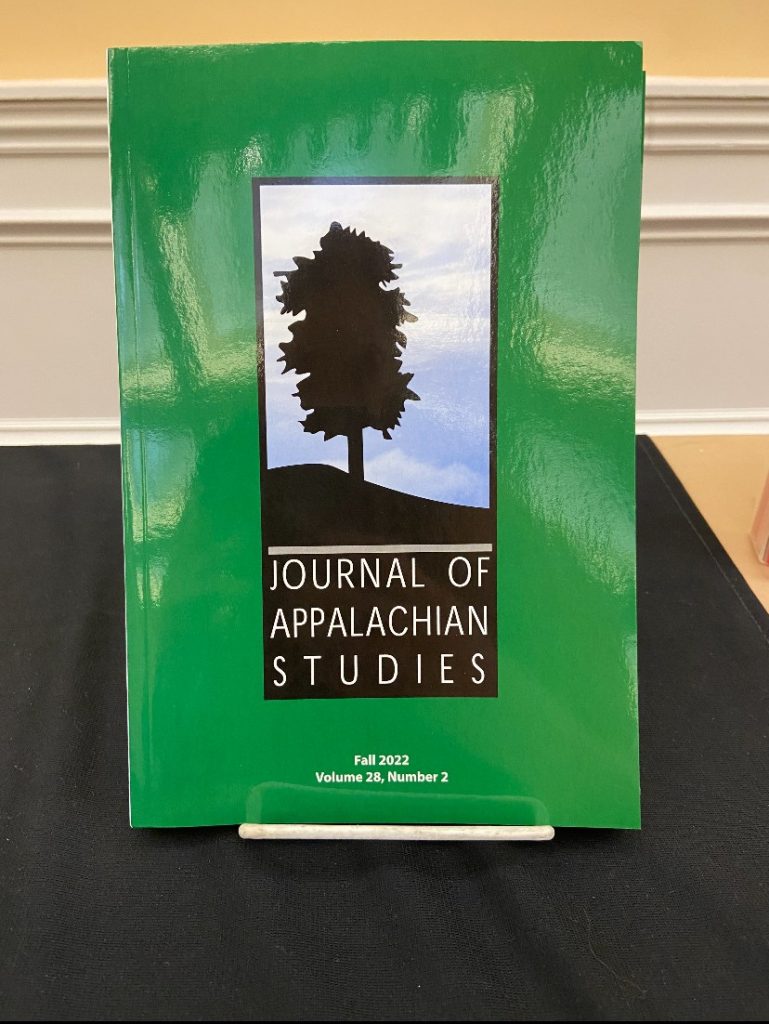 JOURNAL OF
APPALACHIAN
STUDIES
Fall 2022
Volume 28, Number 2